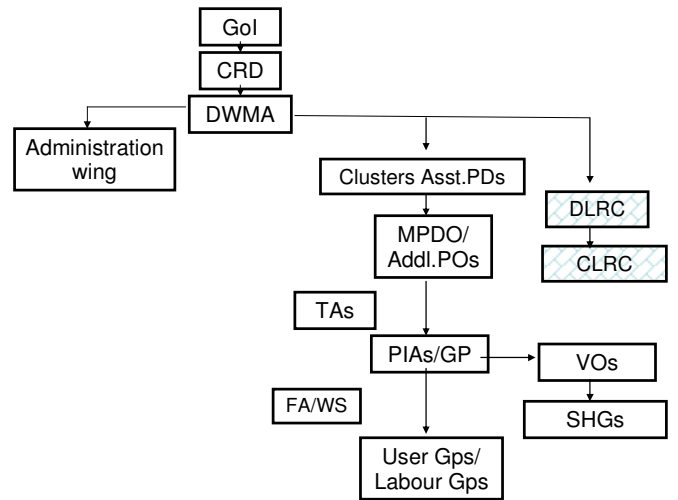 GoI
CRD
DWMA
Administration
wing
Clusters Asst.PDs
DLRC
MPDO/
Addl.POs
CLRC
TAs
PIAs/GP
VOs
FA/WS
SHGs
User Gps/
Labour Gps